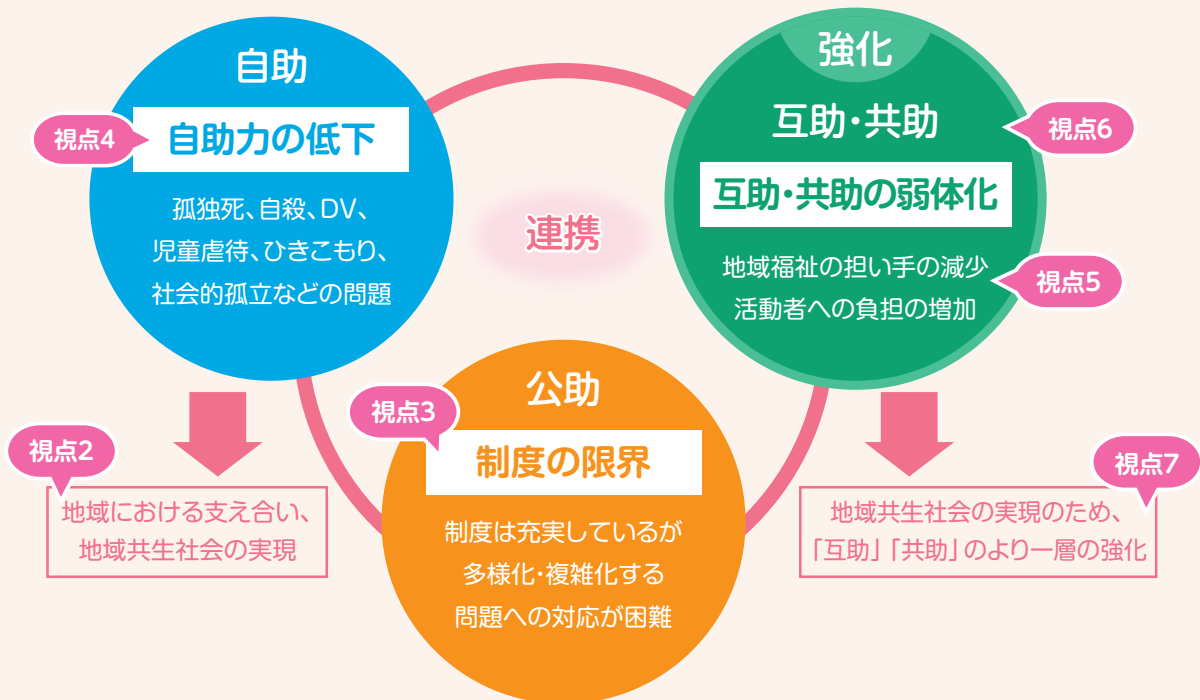 自助
視点4
自助力の低下
孤独死、自殺、DV、
児童虐待、ひきこもり、
社会的孤立などの問題
連携
強化
互助・共助
視点6
互助・共助の弱体化
地域福祉の担い手の減少
活動者への負担の増加
視点5
公助
視点3
制度の限界
制度は充実しているが
多様化・複雑化する
問題への対応が困難
視点2
地域における支え合い、
地域共生社会の実現
視点7
地域共生社会の実現のため、
「互助」「共助」のより一層の強化